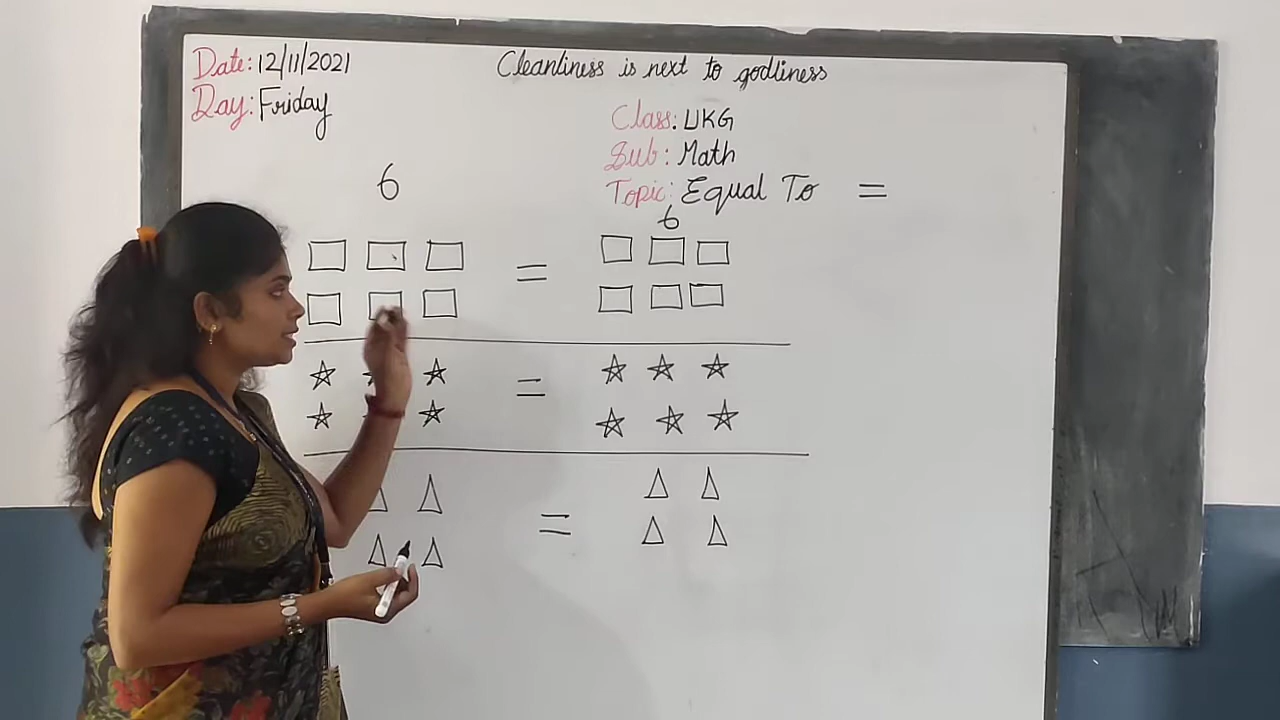 Date: 12/11/2021
Day: Friday
Cleanliness is next to godliness
Class: UKG
Sub: Math
Topic: Equal To =
6
6
=
=
=